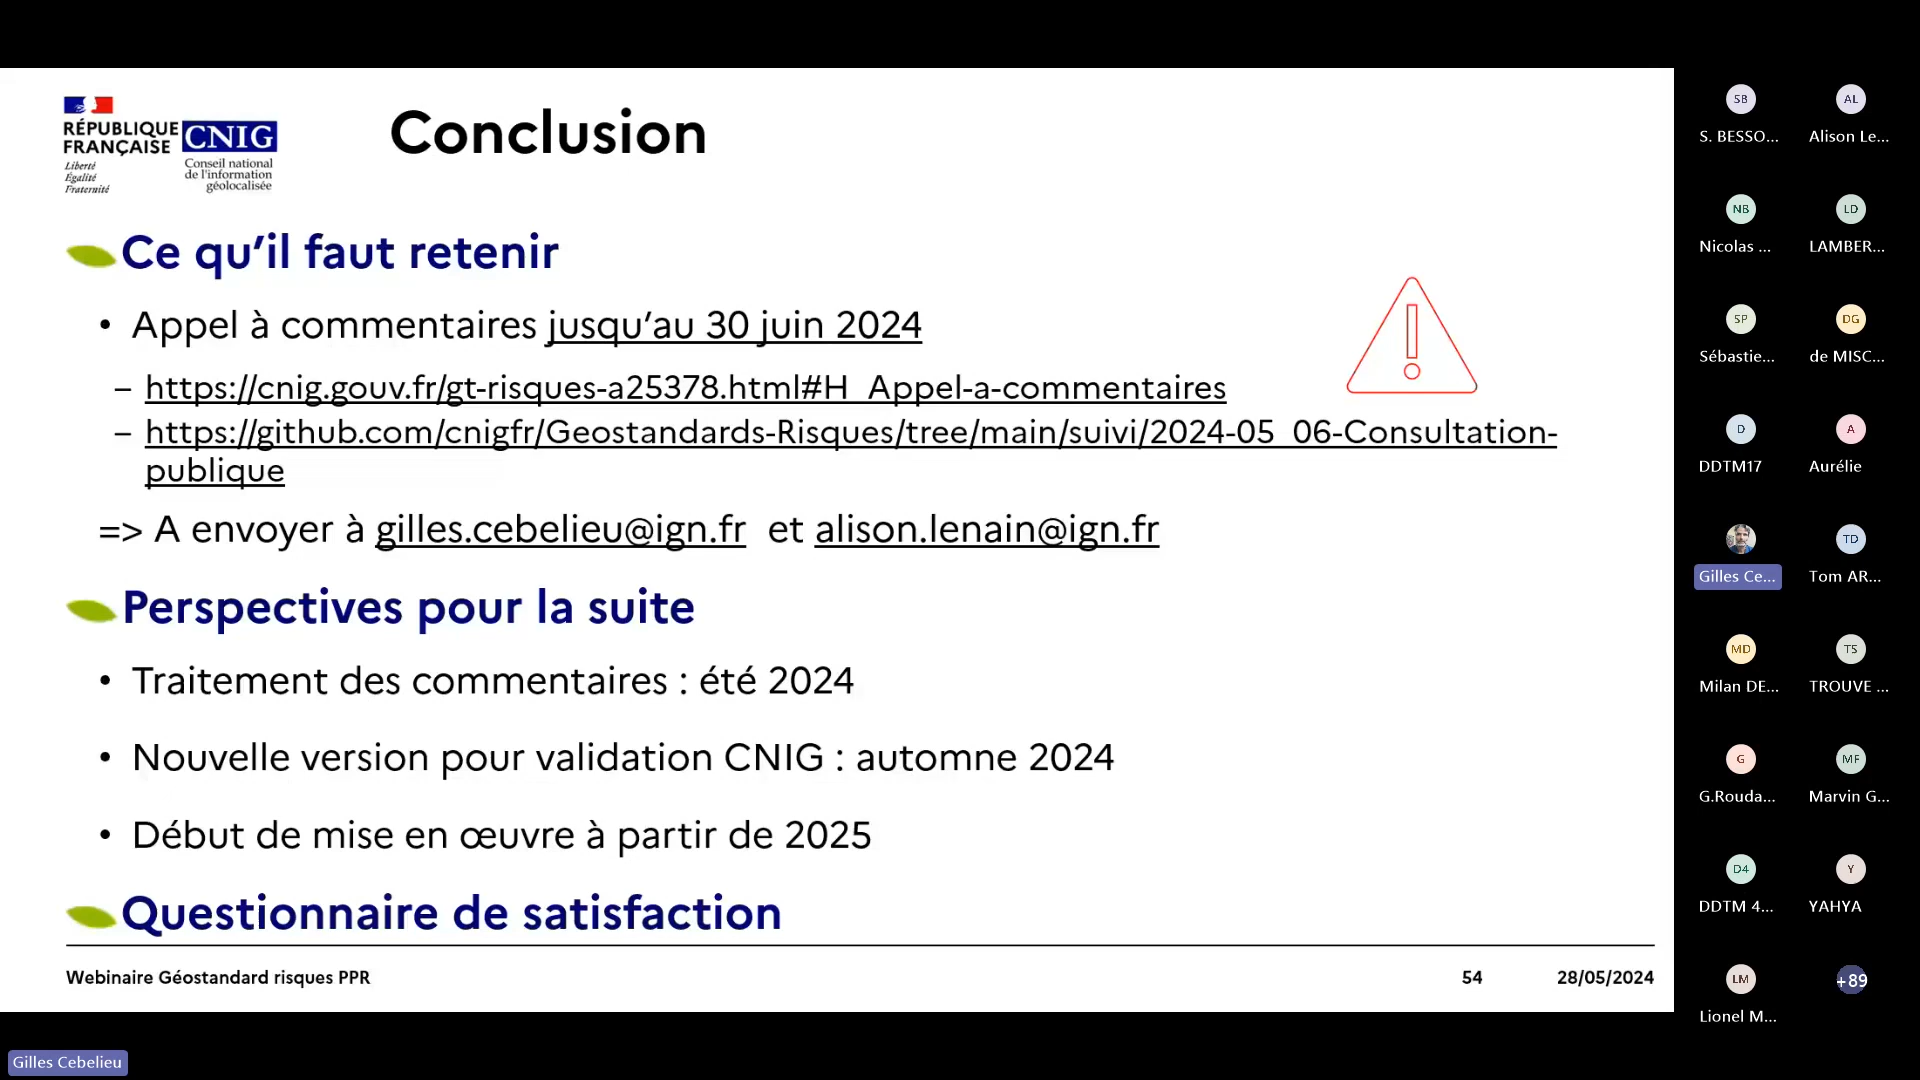 RÉPUBLIQUE
FRANÇAISE
Liberté
Égalité
Fraternité
CNIG
Conseil national
de l'information
géolocalisée
Conclusion
Ce qu’il faut retenir
• Appel à commentaires jusqu’au 30 juin 2024
– https://cnig.gouv.fr/gt-risques-a25378.html#H_Appel-a-commentaires
– https://github.com/cnigfr/Geostandards-Risques/tree/main/suivi/2024-05_06-Consultation-
publique
=> A envoyer à gilles.cebelieu@ign.fr et alison.lenain@ign.fr
Perspectives pour la suite
• Traitement des commentaires : été 2024
• Nouvelle version pour validation CNIG : automne 2024
• Début de mise en œuvre à partir de 2025
Questionnaire de satisfaction
Webinaire Géostandard risques PPR
54
28/05/2024
SB
S. BESSO...
AL
Alison Le...
NB
Nicolas ...
LD
LAMBER...
SP
Sébastie...
DG
de MISC...
D
DDTM17
A
Aurélie
Gilles Ce...
TD
Tom AR...
MD
Milan DE...
TS
TROUVE ...
G
G.Rouda...
MF
Marvin G...
D4
DDTM 4...
Y
YAHYA
LM
Lionel M...
+89
Gilles Cebelieu